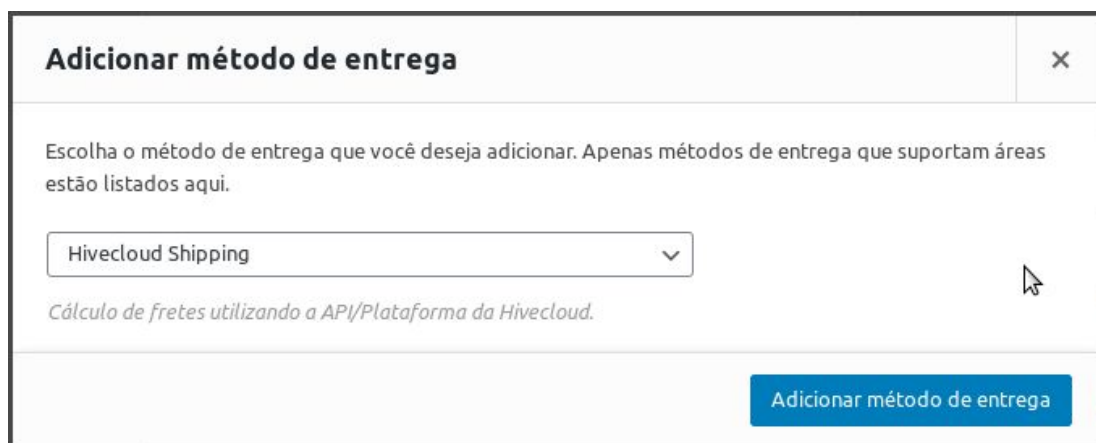 Adicionar método de entrega
Escolha o método de entrega que você deseja adicionar. Apenas métodos de entrega que suportam áreas
estão listados aqui.
Hivecloud Shipping
Cálculo de fretes utilizando a API/Plataforma da Hivecloud.
Adicionar método de entrega